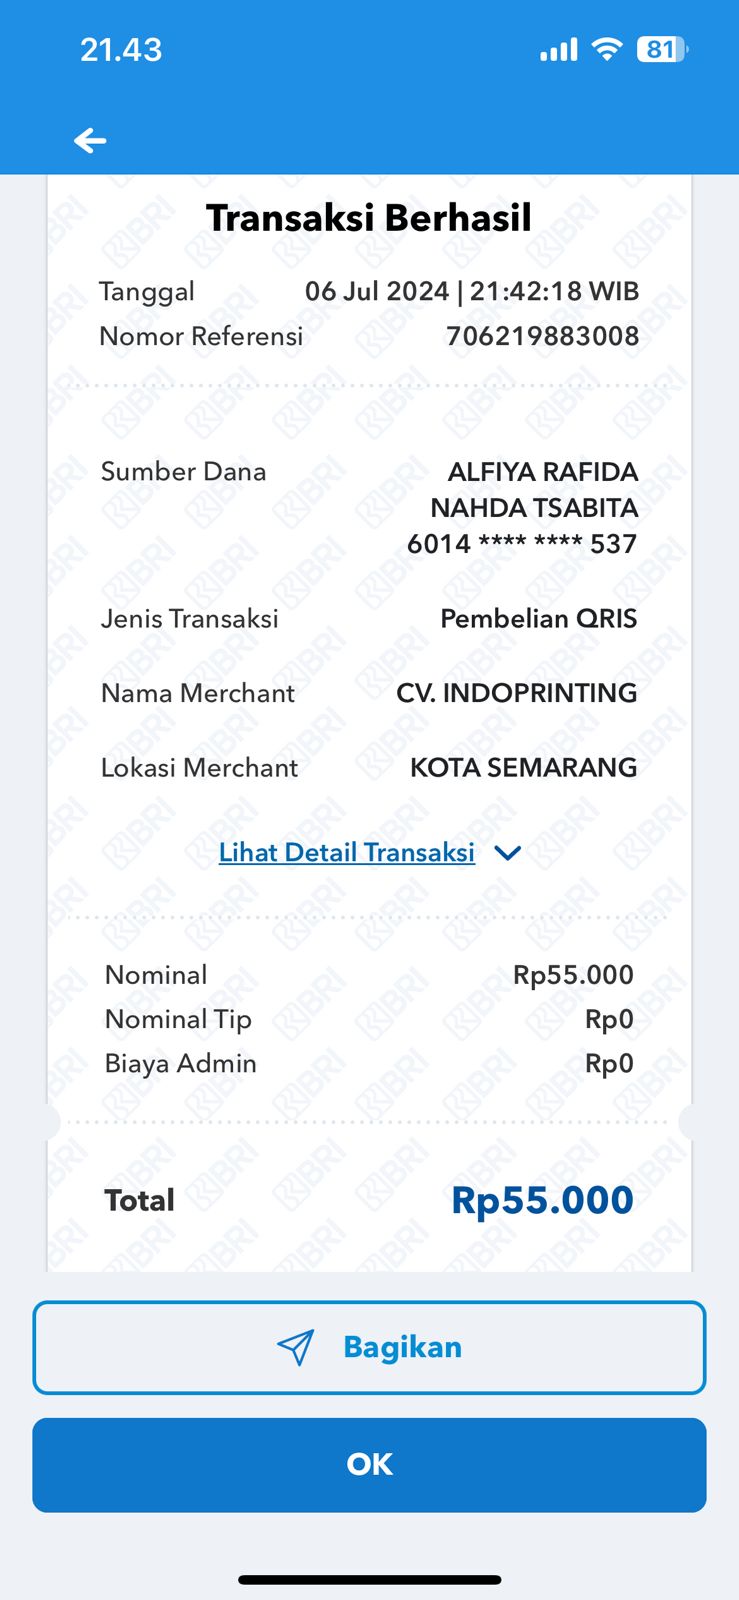 21.43
81
Transaksi Berhasil
Tanggal 06 Jul 2024 | 21:42:18 WIB
Nomor Referensi 706219883008
Sumber Dana ALFIYA RAFIDA
NAHDA TSABITA
6014 **** **** 537
Jenis Transaksi Pembelian QRIS
Nama Merchant CV. INDOPRINTING
Lokasi Merchant KOTA SEMARANG
Lihat Detail Transaksi
Nominal Rp55.000
Nominal Tip Rp0
Biaya Admin Rp0
Total Rp55.000
Bagikan
OK
BRI